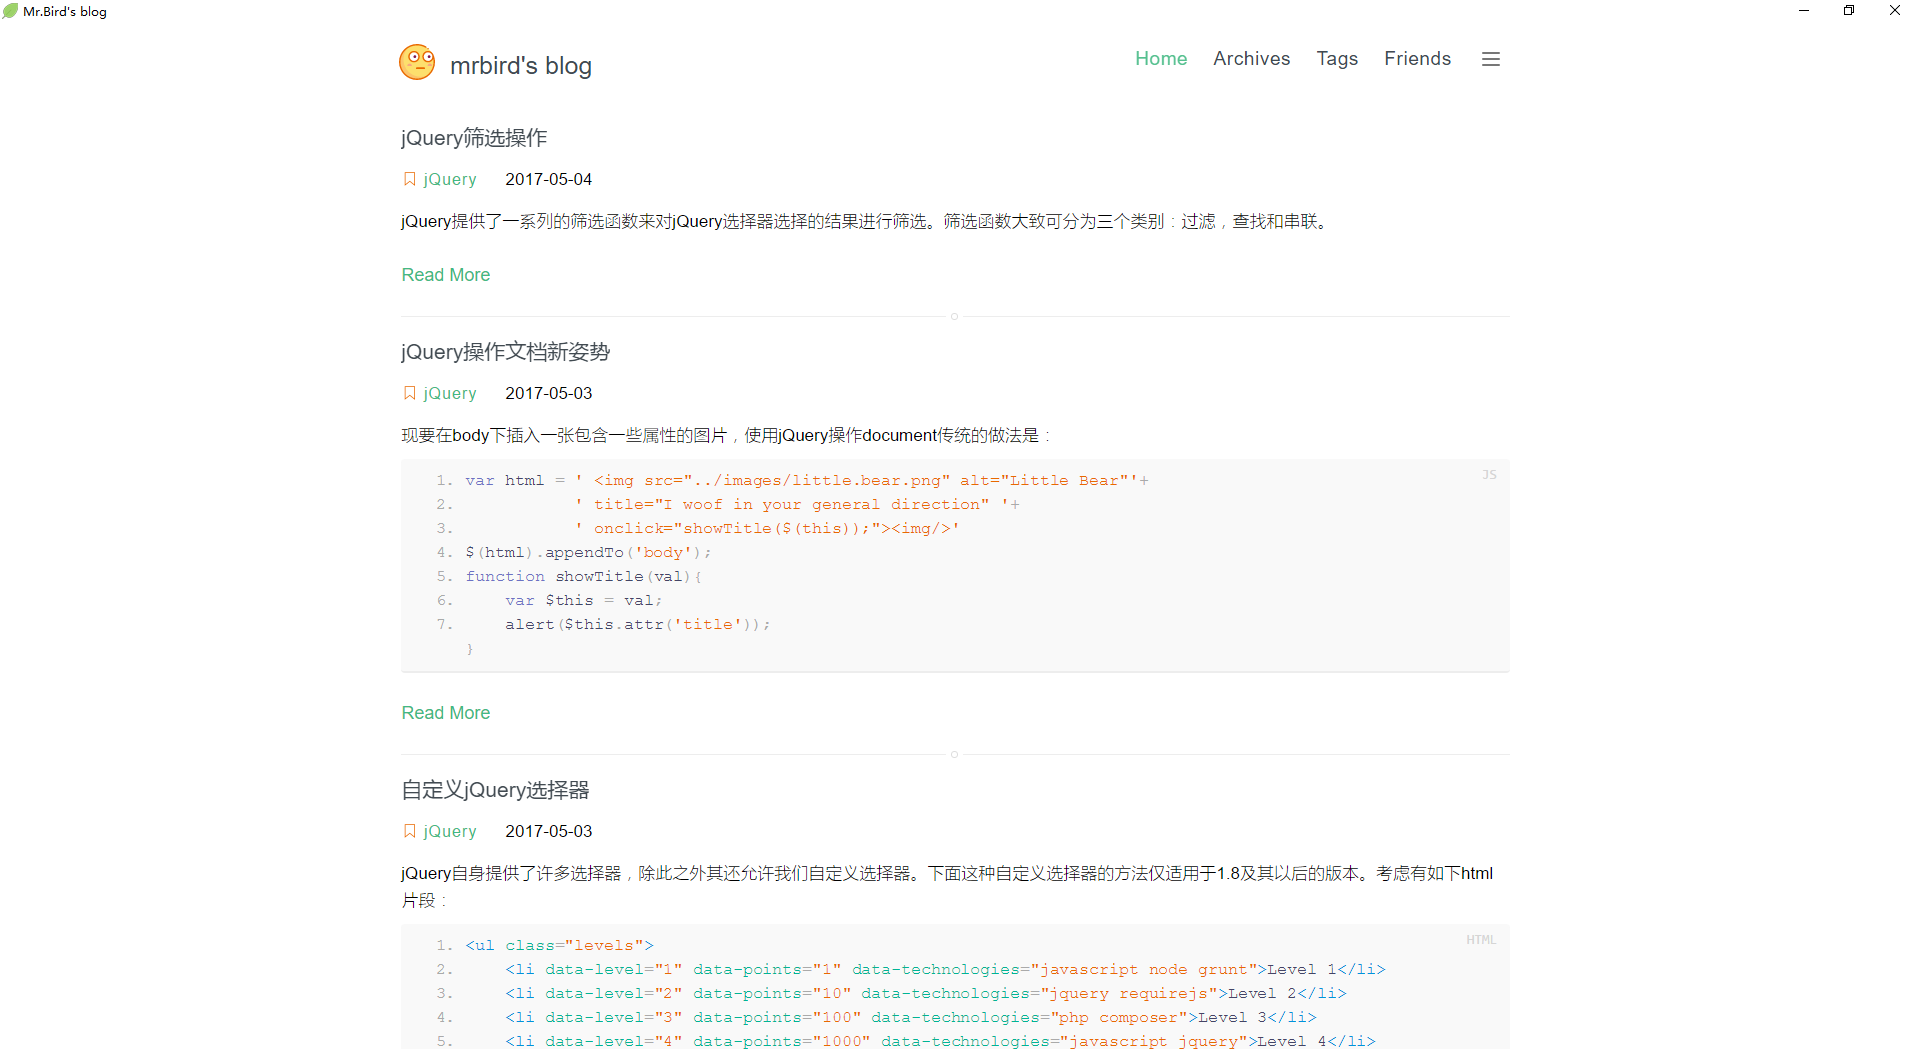 Mr.Bird's blog
mrbird's blog
Home Archives Tags Friends
jQuery筛选操作
jQuery 2017-05-04
jQuery提供了一系列的筛选函数来对jQuery选择器选择的结果进行筛选。筛选函数大致可分为三个类别：过滤，查找和串联。
Read More
jQuery操作文档新姿势
jQuery 2017-05-03
现要在body下插入一张包含一些属性的图片，使用jQuery操作document传统的做法是：
JS
1. var html = ' <img src="../images/little.bear.png" alt="Little Bear"'+
2.            ' title="I woof in your general direction" '+
3.            ' onclick="showTitle($(this));"><img/>'
4. $(html).appendTo('body');
5. function showTitle(val){
6.     var $this = val;
7.     alert($this.attr('title'));
}
Read More
自定义jQuery选择器
jQuery 2017-05-03
jQuery自身提供了许多选择器，除此之外其还允许我们自定义选择器。下面这种自定义选择器的方法仅适用于1.8及其以后的版本。考虑有如下html
片段：
HTML
1. <ul class="levels">
2.     <li data-level="1" data-points="1" data-technologies="javascript node grunt">Level 1</li>
3.     <li data-level="2" data-points="10" data-technologies="jquery requirejs">Level 2</li>
4.     <li data-level="3" data-points="100" data-technologies="php composer">Level 3</li>
5.     <li data-level="4" data-points="1000" data-technologies="javascript jquery">Level 4</li>